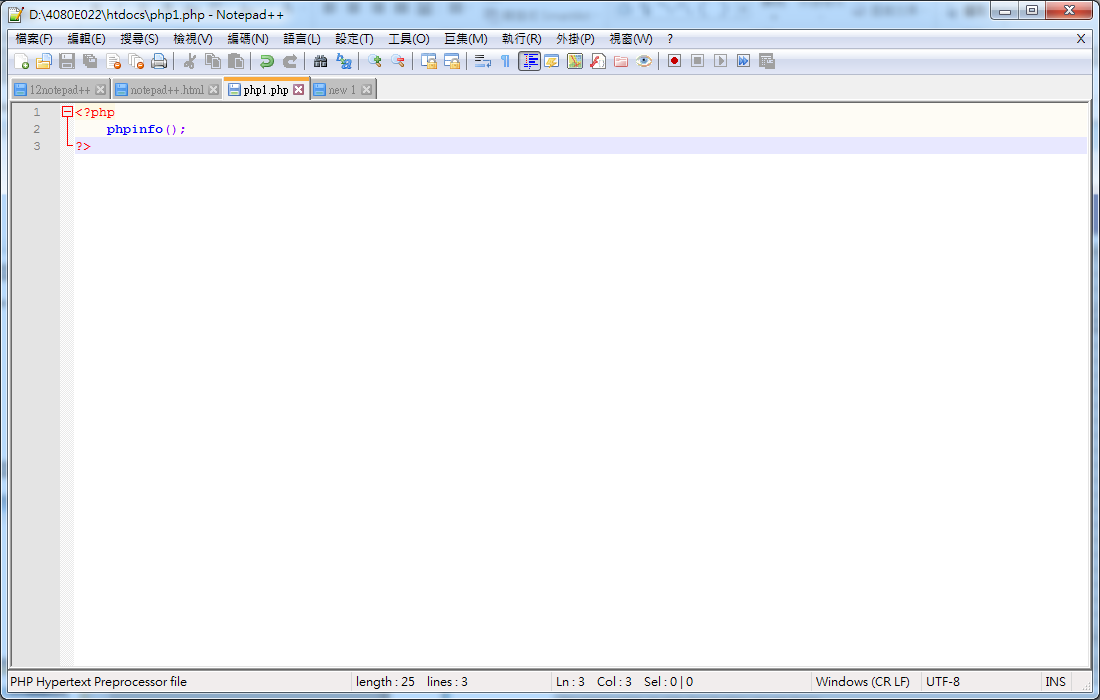 D:\4080E022\htdocs\php1.php - Notepad++
檔案(F) 編輯(E) 搜尋(S) 檢視(V) 編碼(N) 語言(L) 設定(T) 工具(O) 巨集(M) 執行(R) 外掛(P) 視窗(W) ? X
12notepad++ notepad++.html php1.php new 1
1 <?php
2 phpinfo();
3 ?>
PHP Hypertext Preprocessor file length : 25 lines : 3 Ln : 3 Col : 3 Sel : 0 | 0 Windows (CR LF) UTF-8 INS